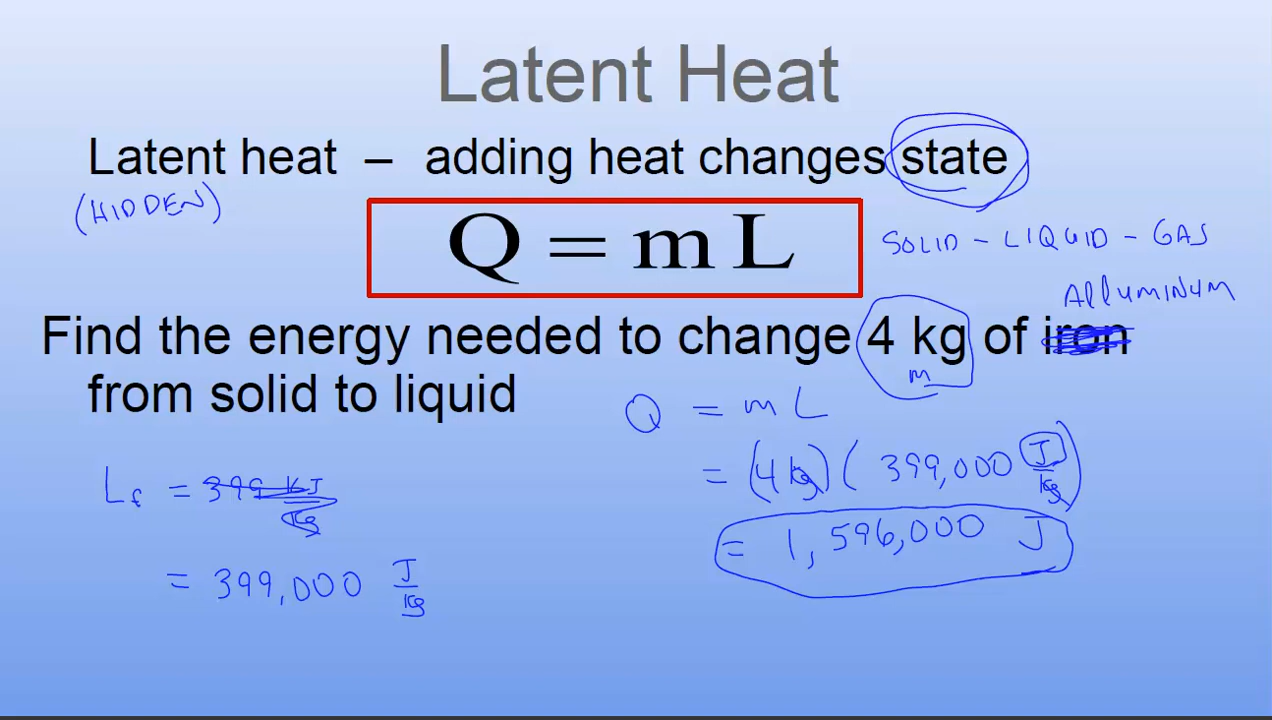 Latent Heat
Latent heat – adding heat changes state
(HIDDEN)
Q = m L
SOLID - LIQUID - GAS
AllumINUM
Find the energy needed to change 4 kg of iron
m
from solid to liquid
Q = m L
= (4 kg) ( 399,000 J/kg )
= 1,596,000 J
Lf = 399 KJ/Kg
= 399,000 J/Kg